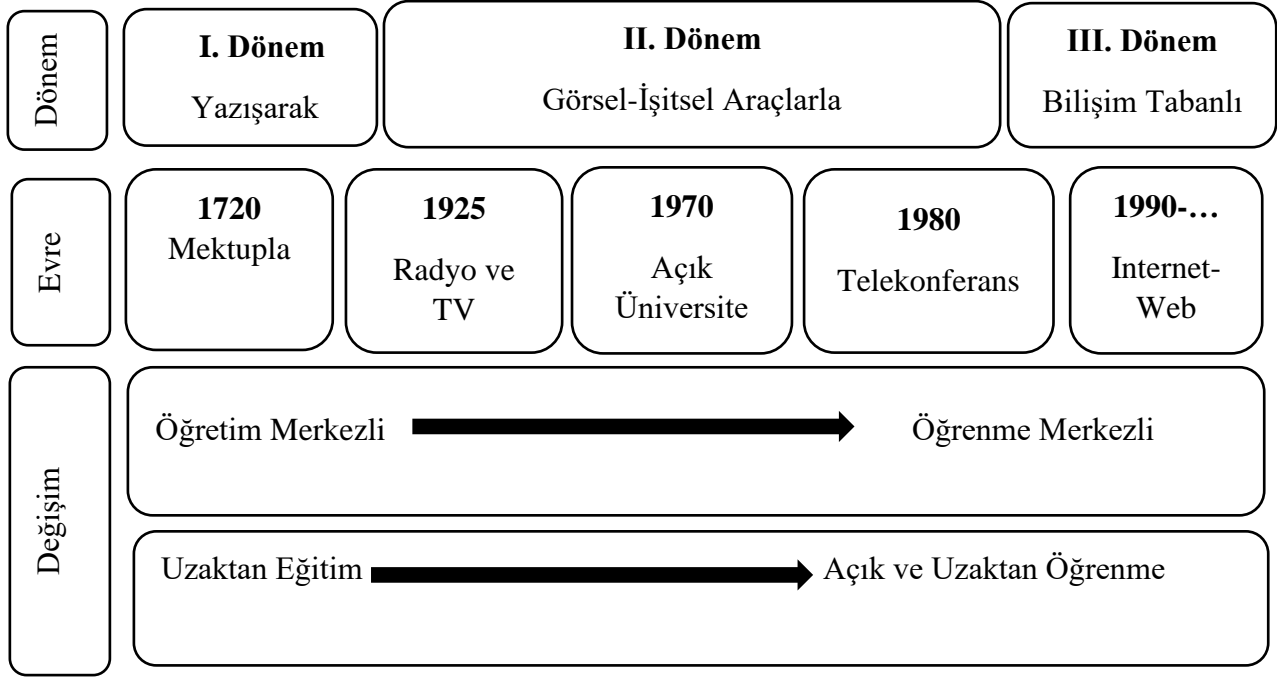 Dönem
I. Dönem
Yazışarak
II. Dönem
Görsel-İşitsel Araçlarla
III. Dönem
Bilişim Tabanlı
Evre
1720
Mektupla
1925
Radyo ve
TV
1970
Açık
Üniversite
1980
Telekonferans
1990-…
Internet-
Web
Değişim
Öğretim Merkezli
Öğrenme Merkezli
Uzaktan Eğitim
Açık ve Uzaktan Öğrenme